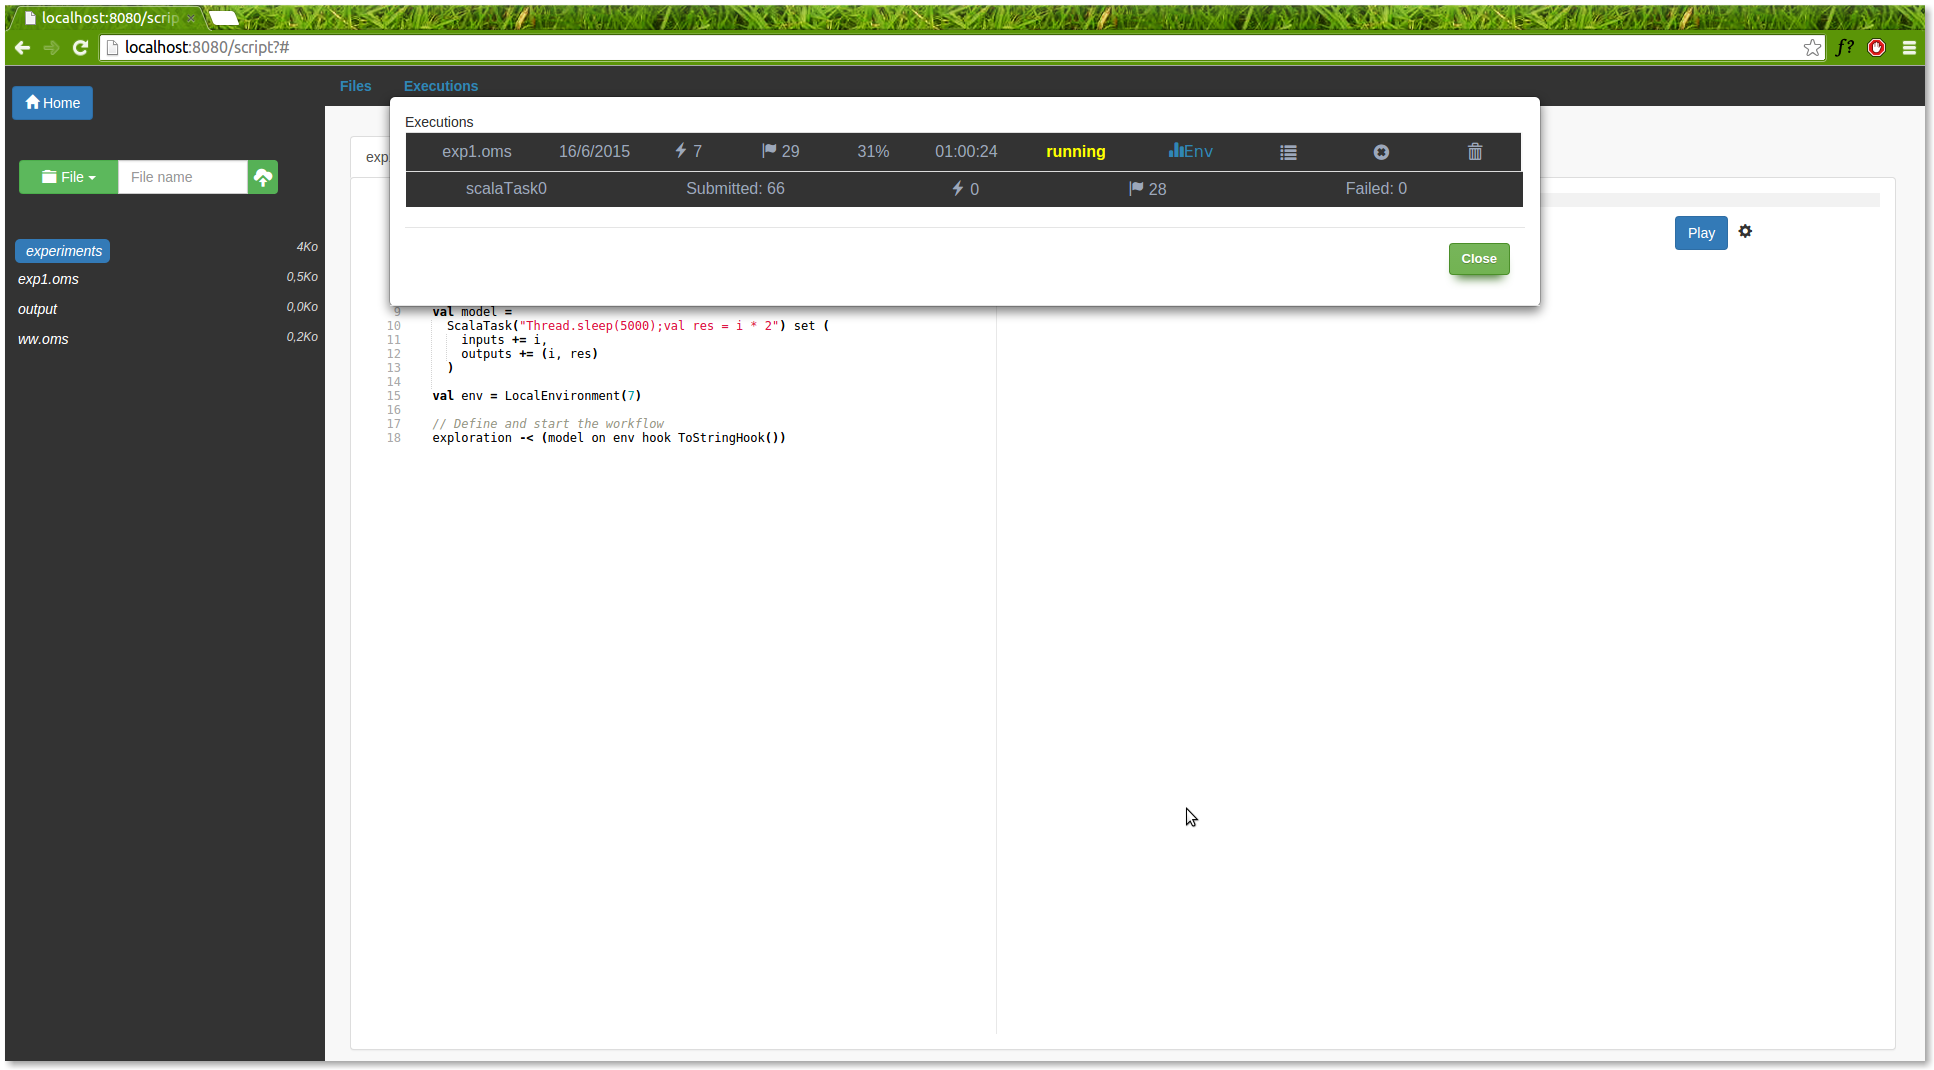 localhost:8080/scrip
localhost:8080/script?#
f?
Home
Files Executions
File File name
experiments 4Ko
exp1.oms 0,5Ko
output 0,0Ko
ww.oms 0,2Ko
exp
Executions
exp1.oms 16/6/2015 7 29 31% 01:00:24 running Env
scalaTask0 Submitted: 66 0 28 Failed: 0
Close
Play
9 val model =
10 ScalaTask("Thread.sleep(5000);val res = i * 2") set (
11 inputs += i,
12 outputs += (i, res)
13 )
14
15 val env = LocalEnvironment(7)
16
17 // Define and start the workflow
18 exploration -< (model on env hook ToStringHook())